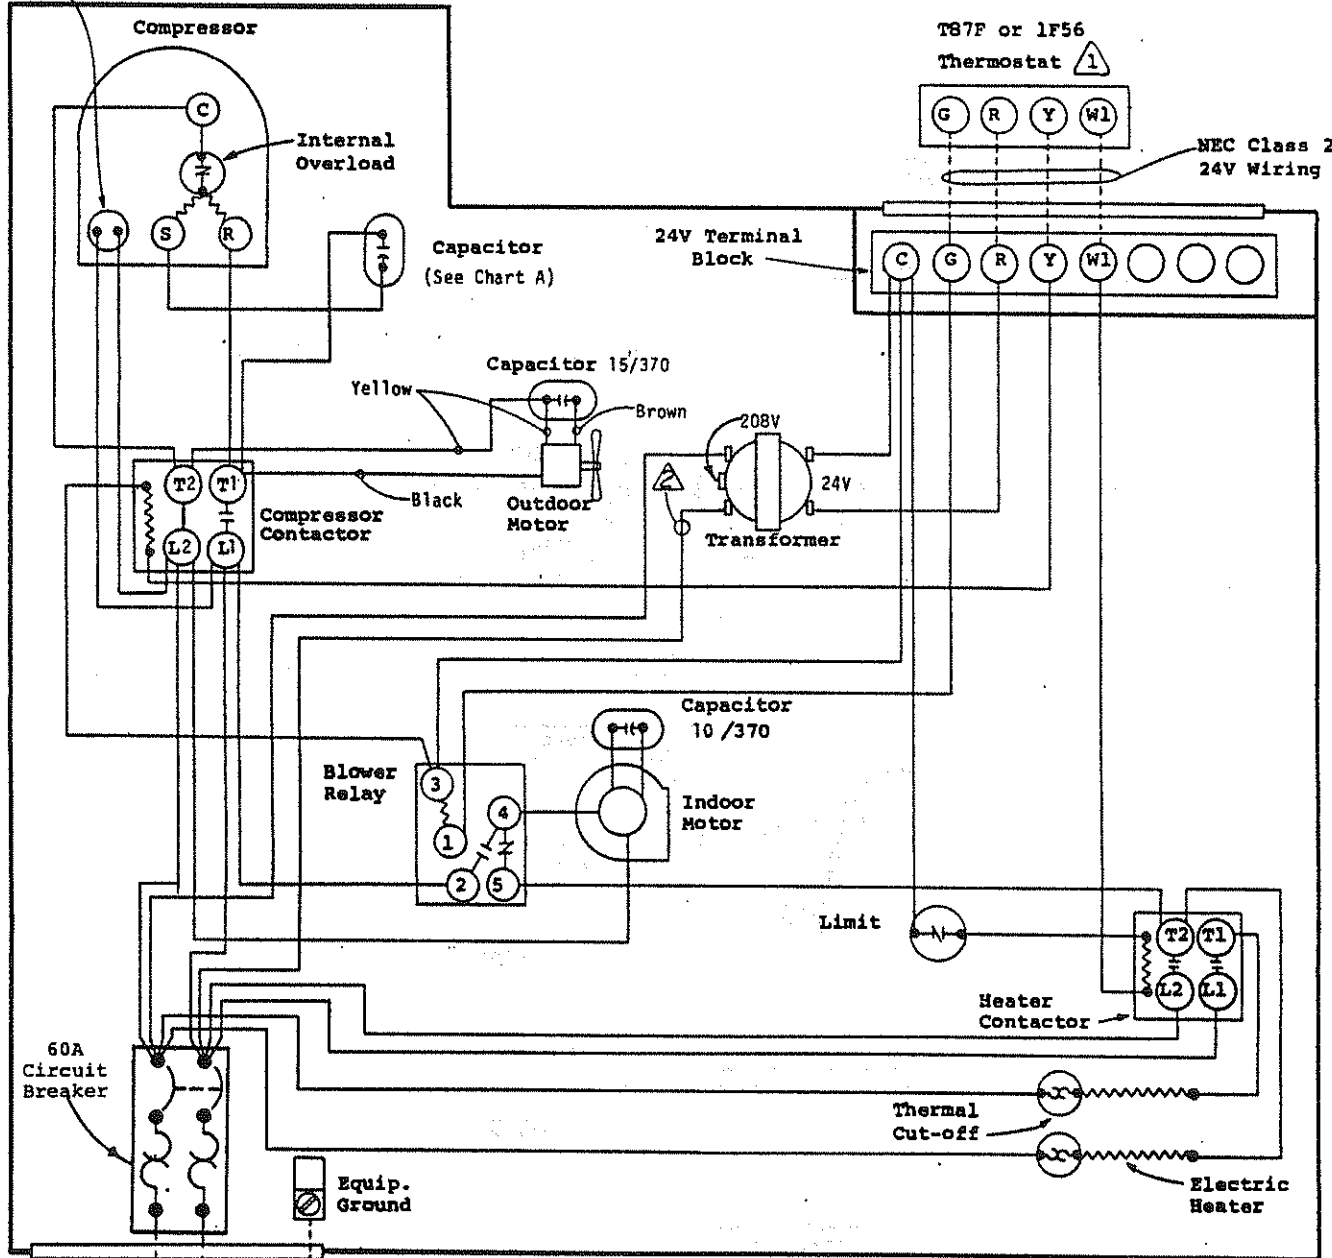 Compressor
T87F or 1F56
Thermostat 1
C
G R Y W1
Internal
Overload
NEC Class 2
24V Wiring
S R
24V Terminal
Block
C G R Y W1
Capacitor
(See Chart A)
Capacitor 15/370
Yellow
Brown
208V
2
24V
T2 T1
Black
Outdoor
Motor
Compressor
Contactor
Transformer
L2 L1
Capacitor
10 /370
Blower
Relay
3
4
Indoor
Motor
1
2 5
Limit
T2 T1
L2 L1
Heater
Contactor
60A
Circuit
Breaker
Thermal
Cut-off
Equip.
Ground
Electric
Heater